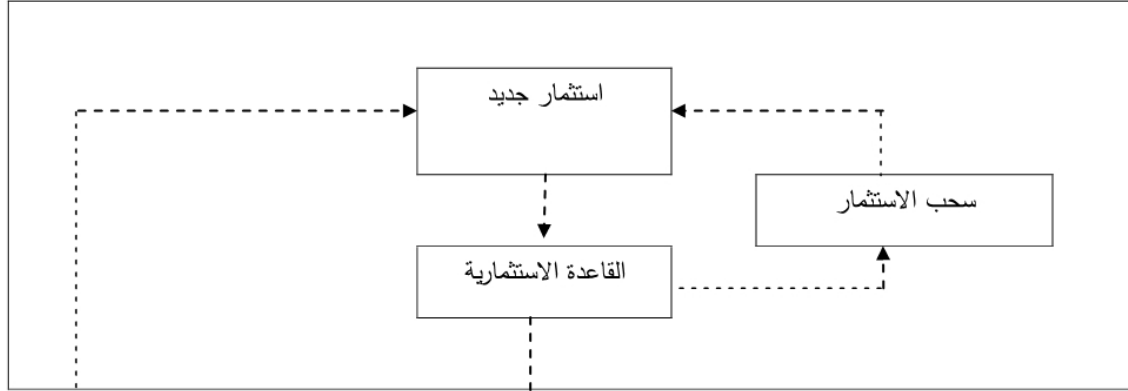 استثمار جديد
سحب الاستثمار
القاعدة الاستثمارية